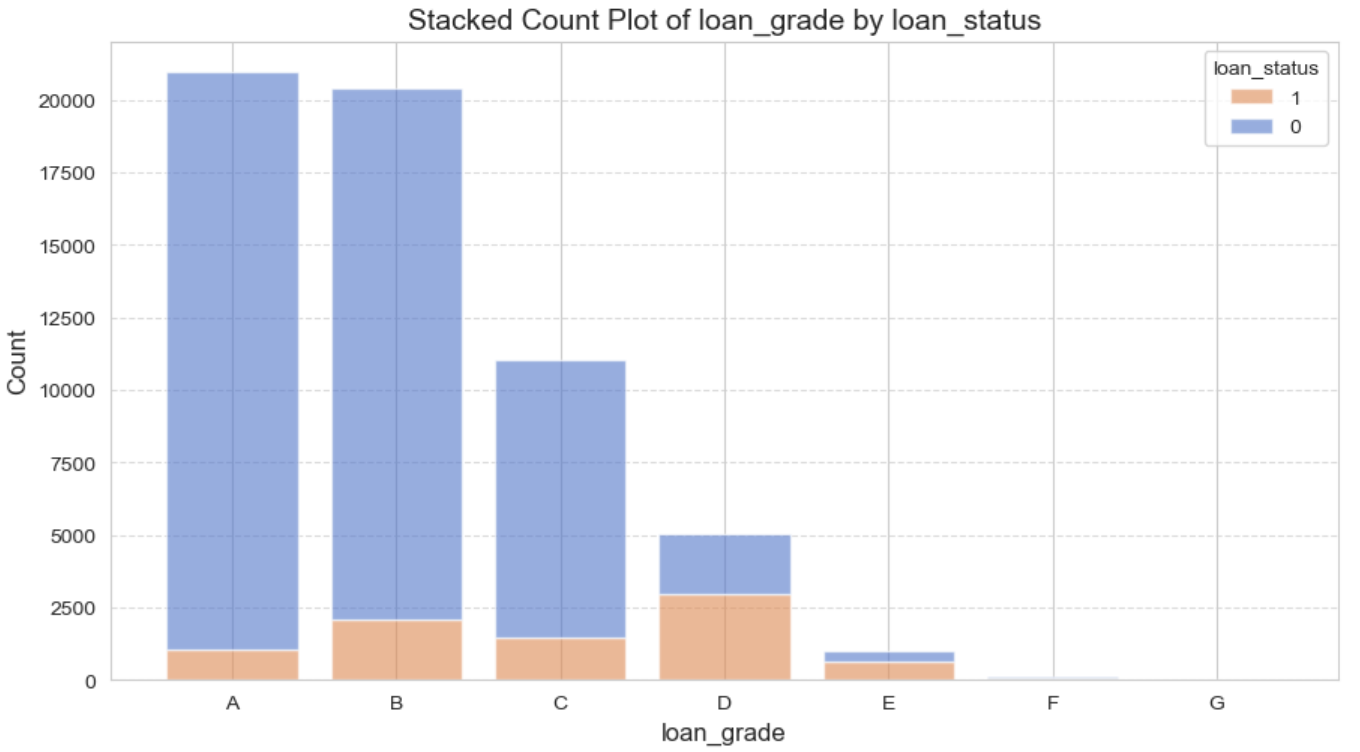 Stacked Count Plot of loan_grade by loan_status
loan_status
1
0
20000
17500
15000
12500
10000
7500
5000
2500
0
Count
A B C D E F G
loan_grade